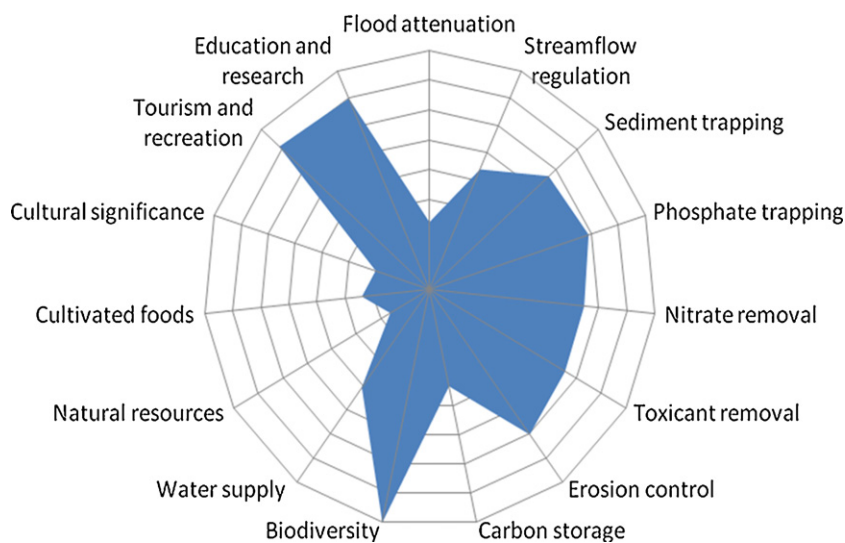 Flood attenuation
Streamflow
regulation
Sediment trapping
Phosphate trapping
Nitrate removal
Toxicant removal
Erosion control
Carbon storage
Biodiversity
Water supply
Natural resources
Cultivated foods
Cultural significance
Tourism and
recreation
Education and
research